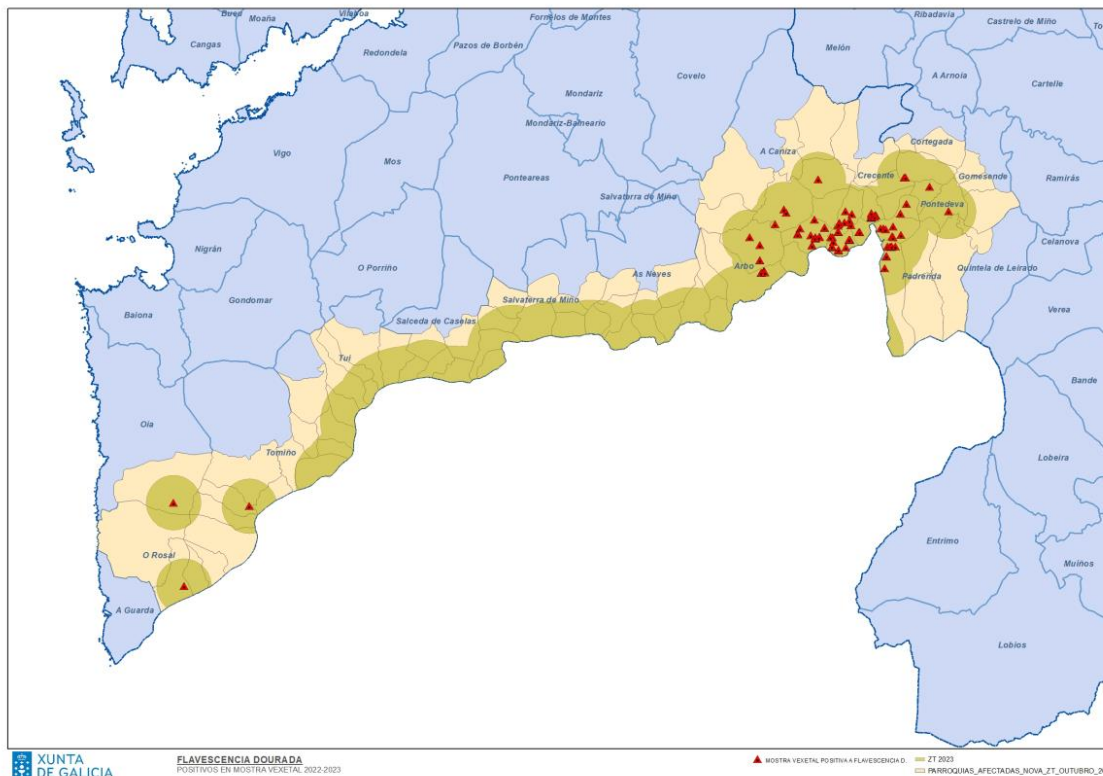 Bueu
Moaña
Vilaboa
Fornelos de Montes
Ribadavia
Castrelo de Miño
Cangas
Redondela
Pazos de Borbén
Melón
A Arnoia
Covelo
Cartelle
Mondariz
Mondariz-Balneario
Vigo
Mos
A Caniza
Cortegada
Ponteareas
Crecente
Gomesende
Ramirás
Salvaterra de Miño
Pontedeva
Nigrán
Celanova
O Porriño
As Neves
Arbo
Quintela de Leirado
Padrenda
Gondomar
Salvaterra de Miño
Baiona
Salceda de Caselas
Verea
Tui
Bande
Oia
Tomiño
Lobeira
Entrimo
O Rosal
Muiños
A Guarda
Lobios
XUNTA
DE GALICIA
FLAVESCENCIA DOURADA
POSITIVOS EN MOSTRA VEXETAL 2022-2023
MOSTRA VEXETAL POSITIVA A FLAVESCENCIA D.
ZT 2023
PARROQUIAS_AFECTADAS_NOVA_ZT_OUTUBRO_20